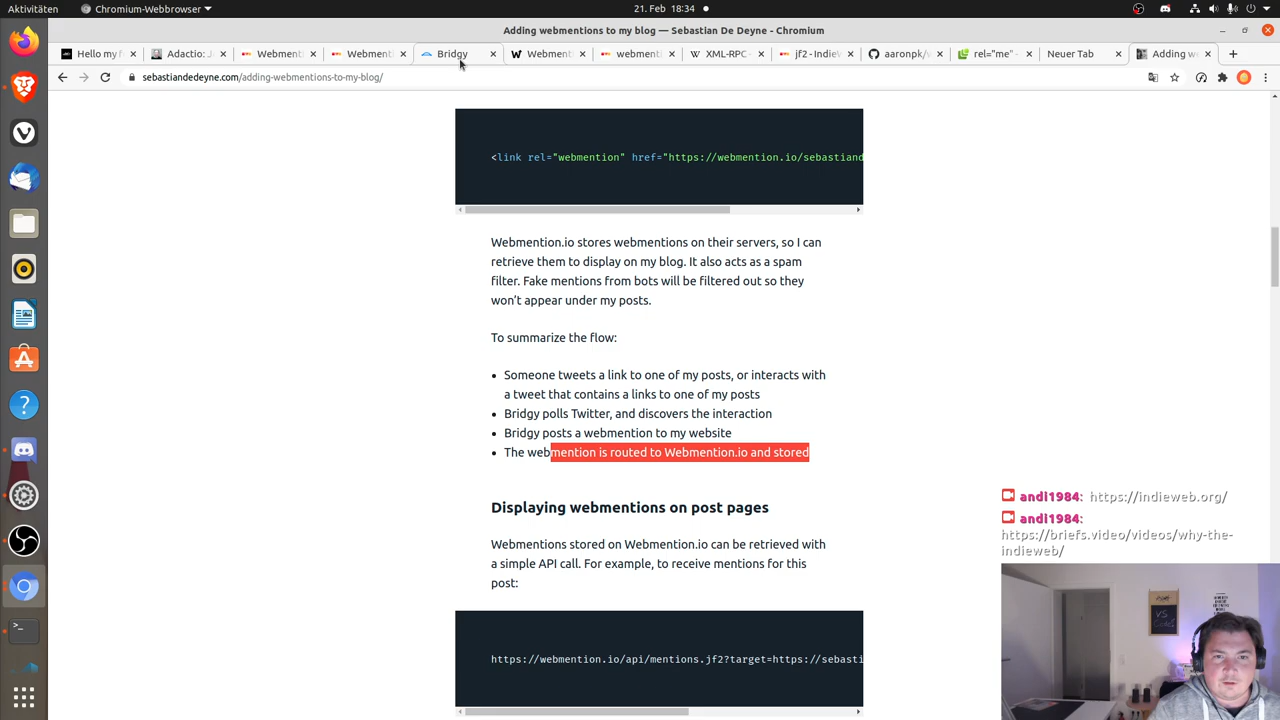 Aktivitäten
Chromium-Webbrowser
21. Feb 18:34
Adding webmentions to my blog — Sebastian De Deyne — Chromium
Hello my f
Adactio: J
Webmenti
Webmenti
Bridgy
Webmenti
webmenti
XML-RPC -
jf2 - IndieW
aaronpk/v
rel="me" -
Neuer Tab
Adding we
sebastiandedeyne.com/adding-webmentions-to-my-blog/
<link rel="webmention" href="https://webmention.io/sebastiand
Webmention.io stores webmentions on their servers, so I can
retrieve them to display on my blog. It also acts as a spam
filter. Fake mentions from bots will be filtered out so they
won't appear under my posts.
To summarize the flow:
• Someone tweets a link to one of my posts, or interacts with
a tweet that contains a links to one of my posts
• Bridgy polls Twitter, and discovers the interaction
• Bridgy posts a webmention to my website
• The webmention is routed to Webmention.io and stored
Displaying webmentions on post pages
Webmentions stored on Webmention.io can be retrieved with
a simple API call. For example, to receive mentions for this
post:
https://webmention.io/api/mentions.jf2?target=https://sebasti
andi1984: https://indieweb.org/
andi1984:
https://briefs.video/videos/why-the-
indieweb/